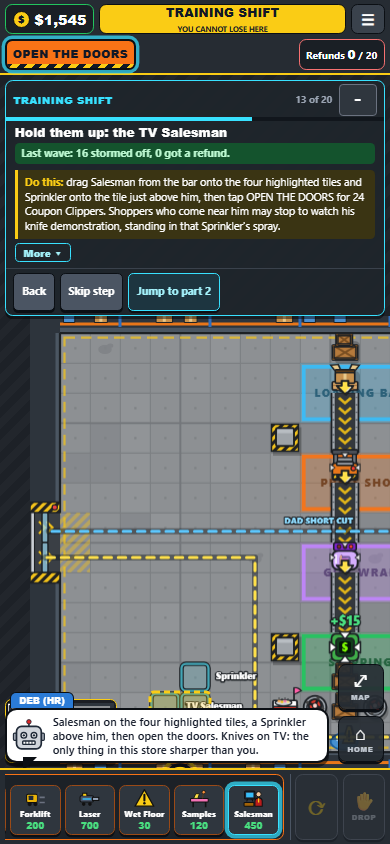 $ $1,545
TRAINING SHIFT
YOU CANNOT LOSE HERE
OPEN THE DOORS
Refunds 0 / 20
TRAINING SHIFT
13 of 20
–
Hold them up: the TV Salesman
Last wave: 16 stormed off, 0 got a refund.
Do this: drag Salesman from the bar onto the four highlighted tiles and
Sprinkler onto the tile just above him, then tap OPEN THE DOORS for 24
Coupon Clippers. Shoppers who come near him may stop to watch his
knife demonstration, standing in that Sprinkler's spray.
More
Back
Skip step
Jump to part 2
DAD SHORT CUT
+$15
$
Sprinkler
TV Salesman
MAP
DEB (HR)
Salesman on the four highlighted tiles, a Sprinkler
above him, then open the doors. Knives on TV: the
only thing in this store sharper than you.
HOME
Forklift
200
Laser
700
Wet Floor
30
Samples
120
Salesman
450
DROP